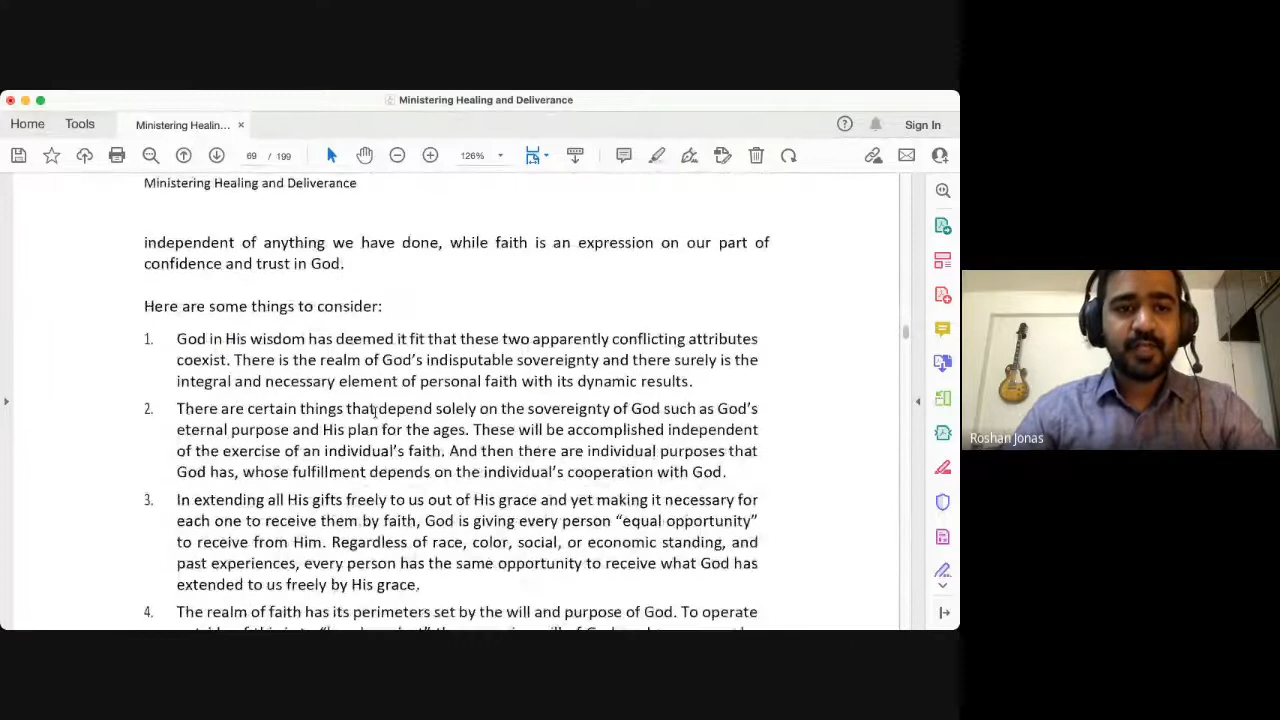 Ministering Healing and Deliverance
Home Tools Ministering Healin... × Sign In
69 / 199 126%
Ministering Healing and Deliverance
independent of anything we have done, while faith is an expression on our part of
confidence and trust in God.
Here are some things to consider:
1. God in His wisdom has deemed it fit that these two apparently conflicting attributes
coexist. There is the realm of God's indisputable sovereignty and there surely is the
integral and necessary element of personal faith with its dynamic results.
2. There are certain things that depend solely on the sovereignty of God such as God's
eternal purpose and His plan for the ages. These will be accomplished independent
of the exercise of an individual's faith. And then there are individual purposes that
God has, whose fulfillment depends on the individual's cooperation with God.
3. In extending all His gifts freely to us out of His grace and yet making it necessary for
each one to receive them by faith, God is giving every person “equal opportunity”
to receive from Him. Regardless of race, color, social, or economic standing, and
past experiences, every person has the same opportunity to receive what God has
extended to us freely by His grace.
4. The realm of faith has its perimeters set by the will and purpose of God. To operate
Roshan Jonas